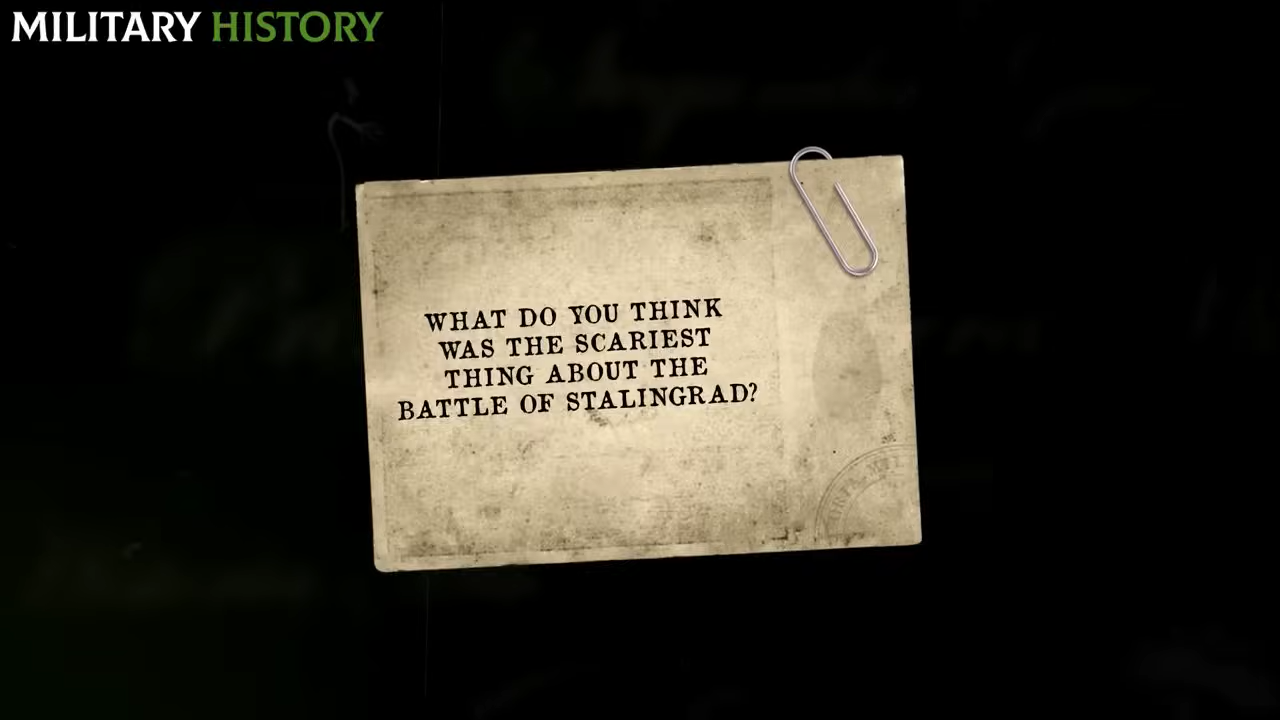 MILITARY HISTORY
WHAT DO YOU THINK
WAS THE SCARIEST
THING ABOUT THE
BATTLE OF STALINGRAD?